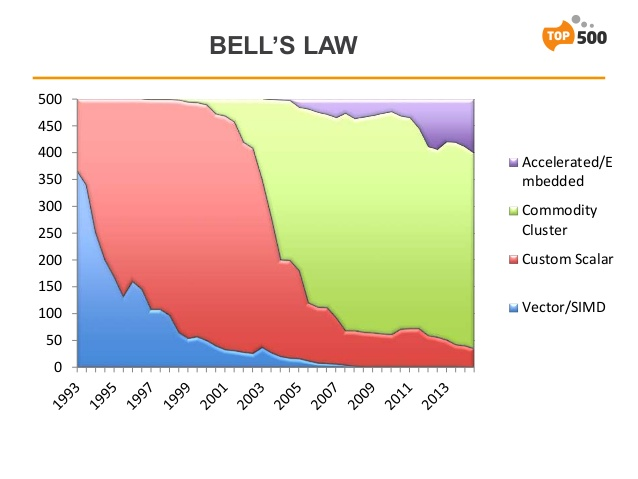 BELL'S LAW
TOP 500
500
450
400
350
300
250
200
150
100
50
0
1993
1995
1997
1999
2001
2003
2005
2007
2009
2011
2013
Accelerated/E
mbedded
Commodity
Cluster
Custom Scalar
Vector/SIMD